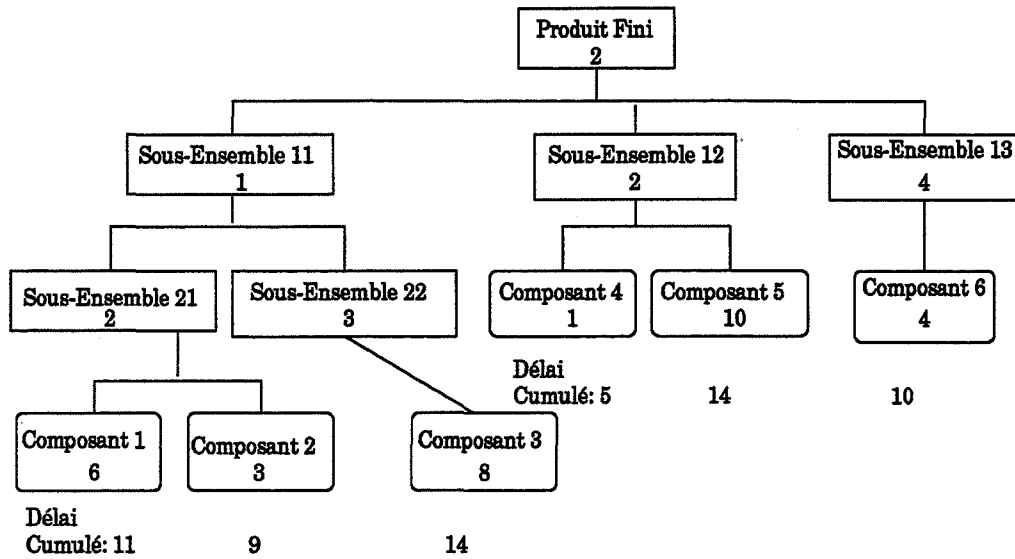 Produit Fini
2
Sous-Ensemble 11
1
Sous-Ensemble 12
2
Sous-Ensemble 13
4
Sous-Ensemble 21
2
Sous-Ensemble 22
3
Composant 4
1
Composant 5
10
Composant 6
4
Délai
Cumulé: 5 14 10
Composant 1
6
Composant 2
3
Composant 3
8
Délai
Cumulé: 11 9 14